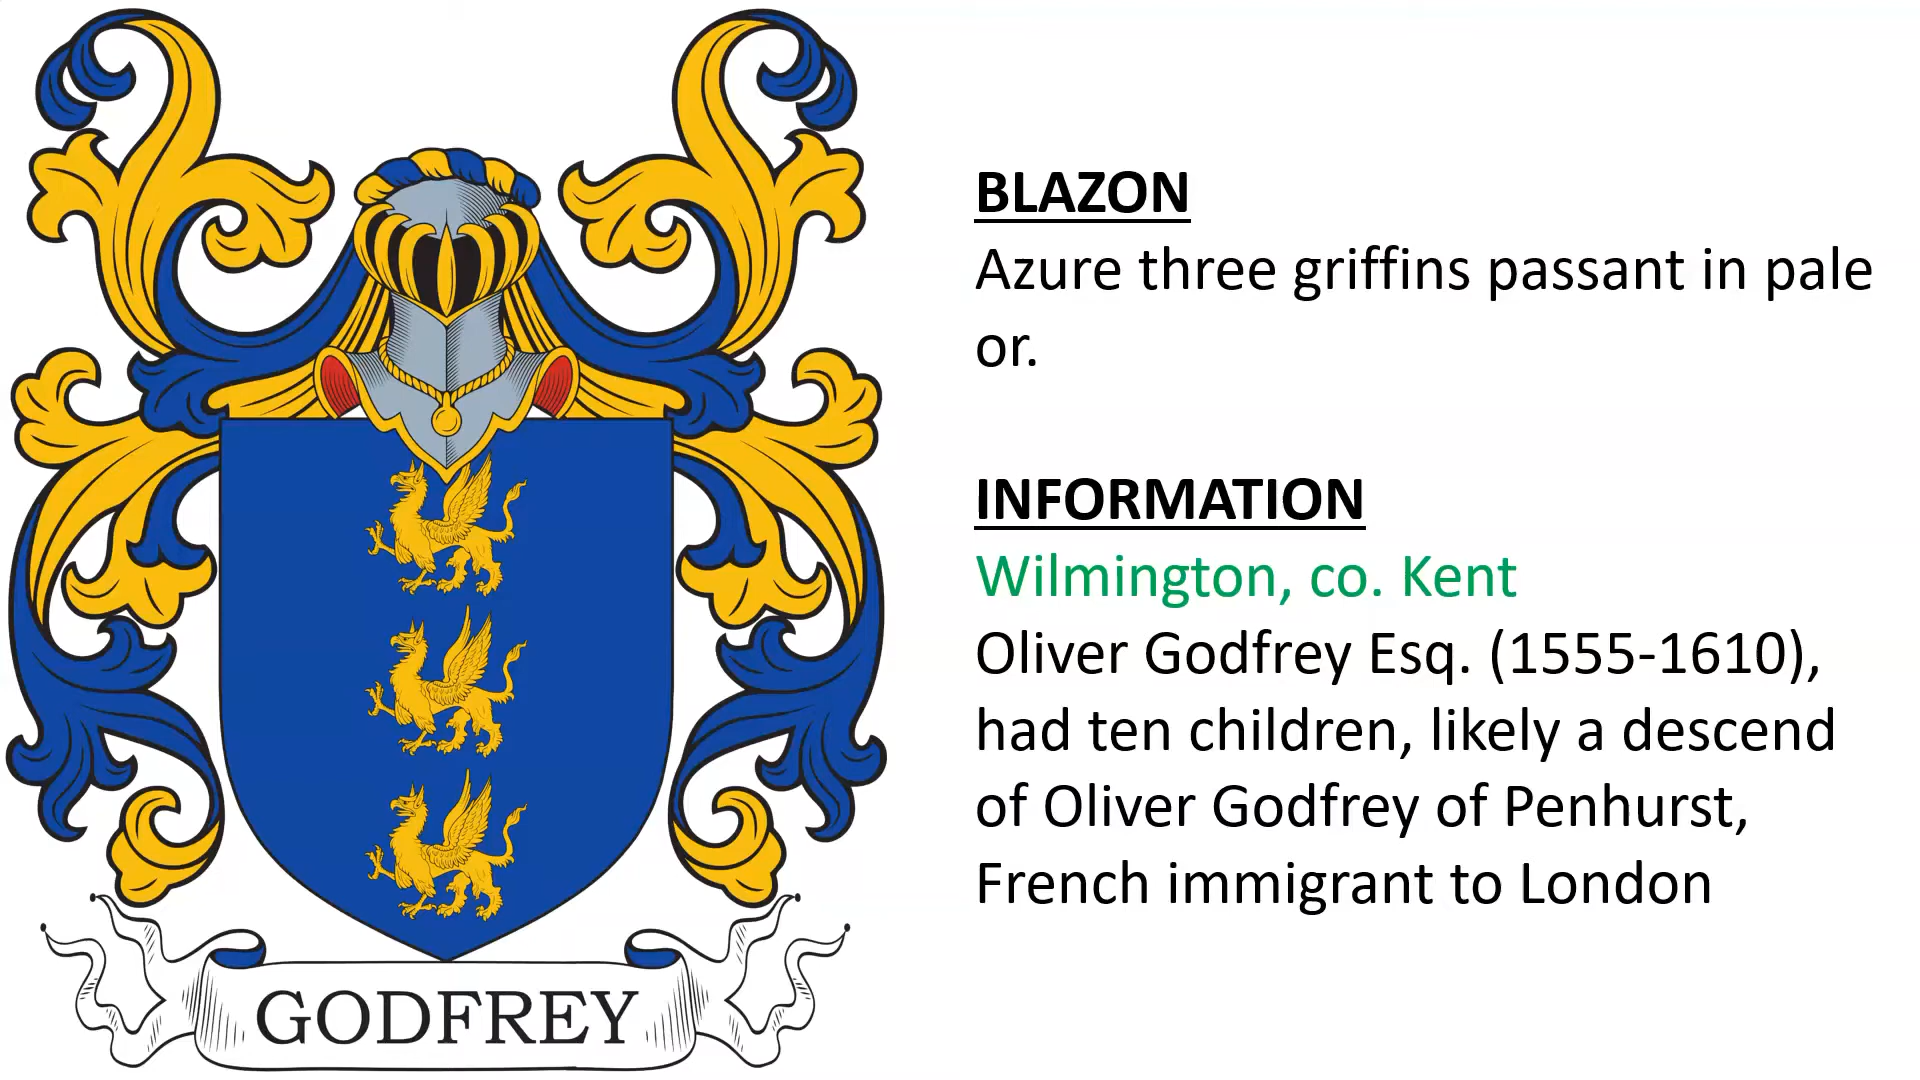 BLAZON
Azure three griffins passant in pale
or.
INFORMATION
Wilmington, co. Kent
Oliver Godfrey Esq. (1555-1610),
had ten children, likely a descend
of Oliver Godfrey of Penhurst,
French immigrant to London
GODFREY